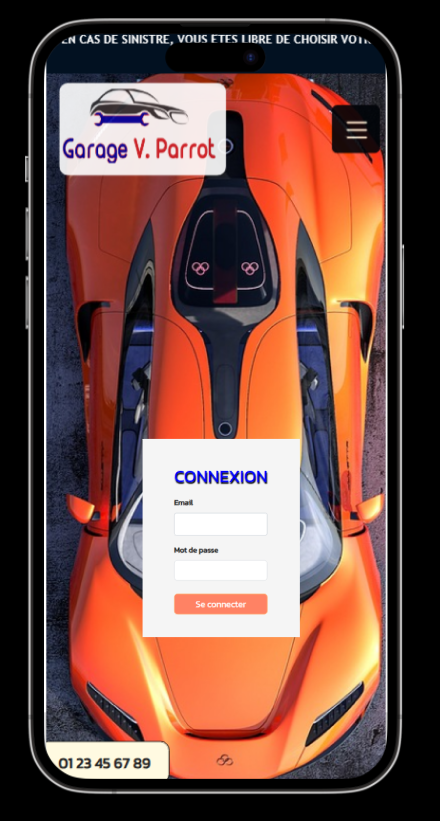 EN CAS DE SINISTRE, VOUS ETES LIBRE DE CHOISIR
Garage V. Parrot
CONNEXION
Email
Mot de passe
Se connecter
01 23 45 67 89